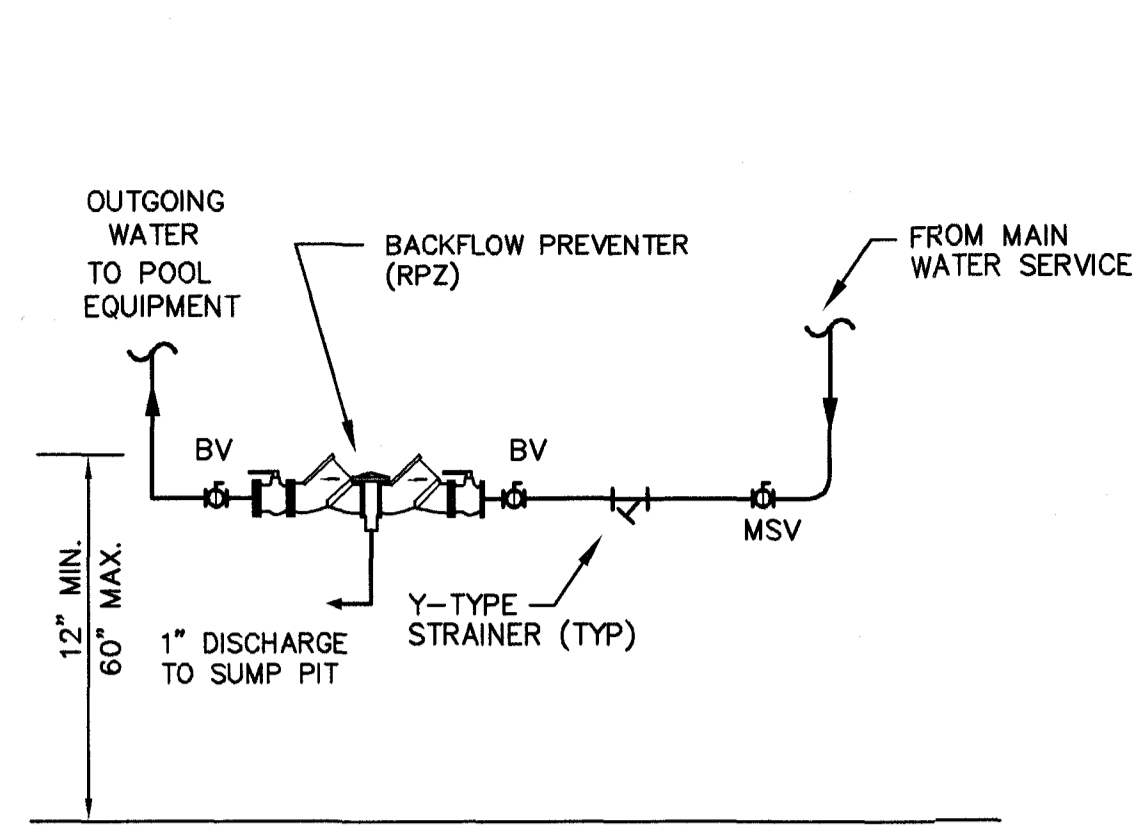 OUTGOING
WATER
TO POOL
EQUIPMENT
BACKFLOW PREVENTER
(RPZ)
FROM MAIN
WATER SERVICE
BV
BV
MSV
12" MIN.
60" MAX.
1" DISCHARGE
TO SUMP PIT
Y-TYPE
STRAINER (TYP)